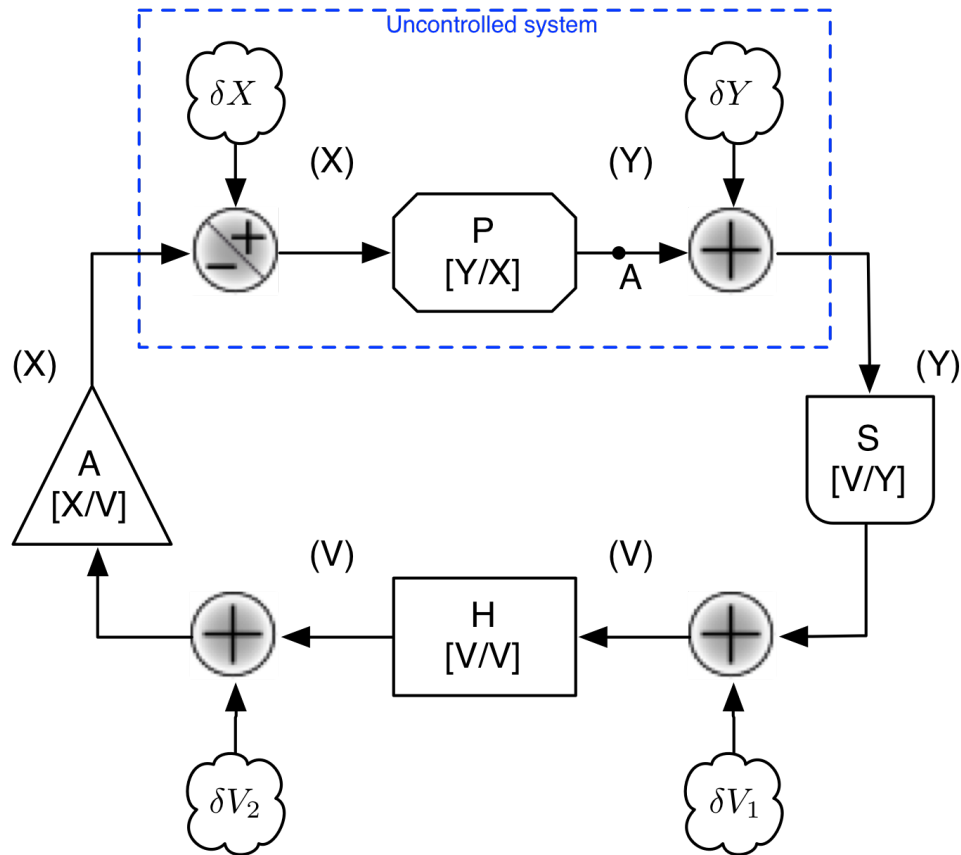 Uncontrolled system
δX
δY
(X)
(Y)
P
[Y/X]
A
(X)
(Y)
A
[X/V]
S
[V/Y]
(V)
(V)
H
[V/V]
δV₂
δV₁